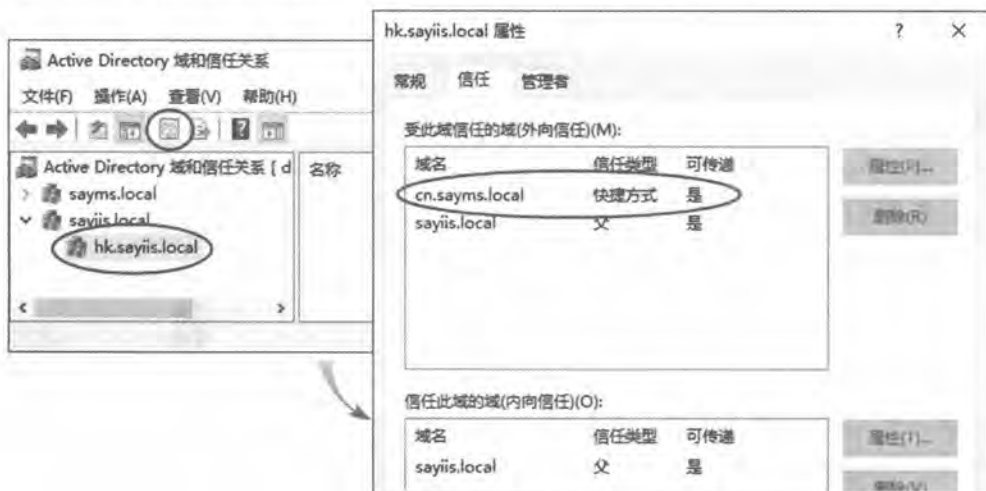 Active Directory 域和信任关系
文件(F) 操作(A) 查看(V) 帮助(H)
Active Directory 域和信任关系 [ d
sayms.local
sayiis.local
hk.sayiis.local
名称
hk.sayiis.local 属性
常规 信任 管理者
受此域信任的域(外向信任)(M):
域名 信任类型 可传递
cn.sayms.local 快捷方式 是
sayiis.local 父 是
属性(P)...
删除(R)
信任此域的域(内向信任)(O):
域名 信任类型 可传递
sayiis.local 父 是
属性(T)...
删除(V)